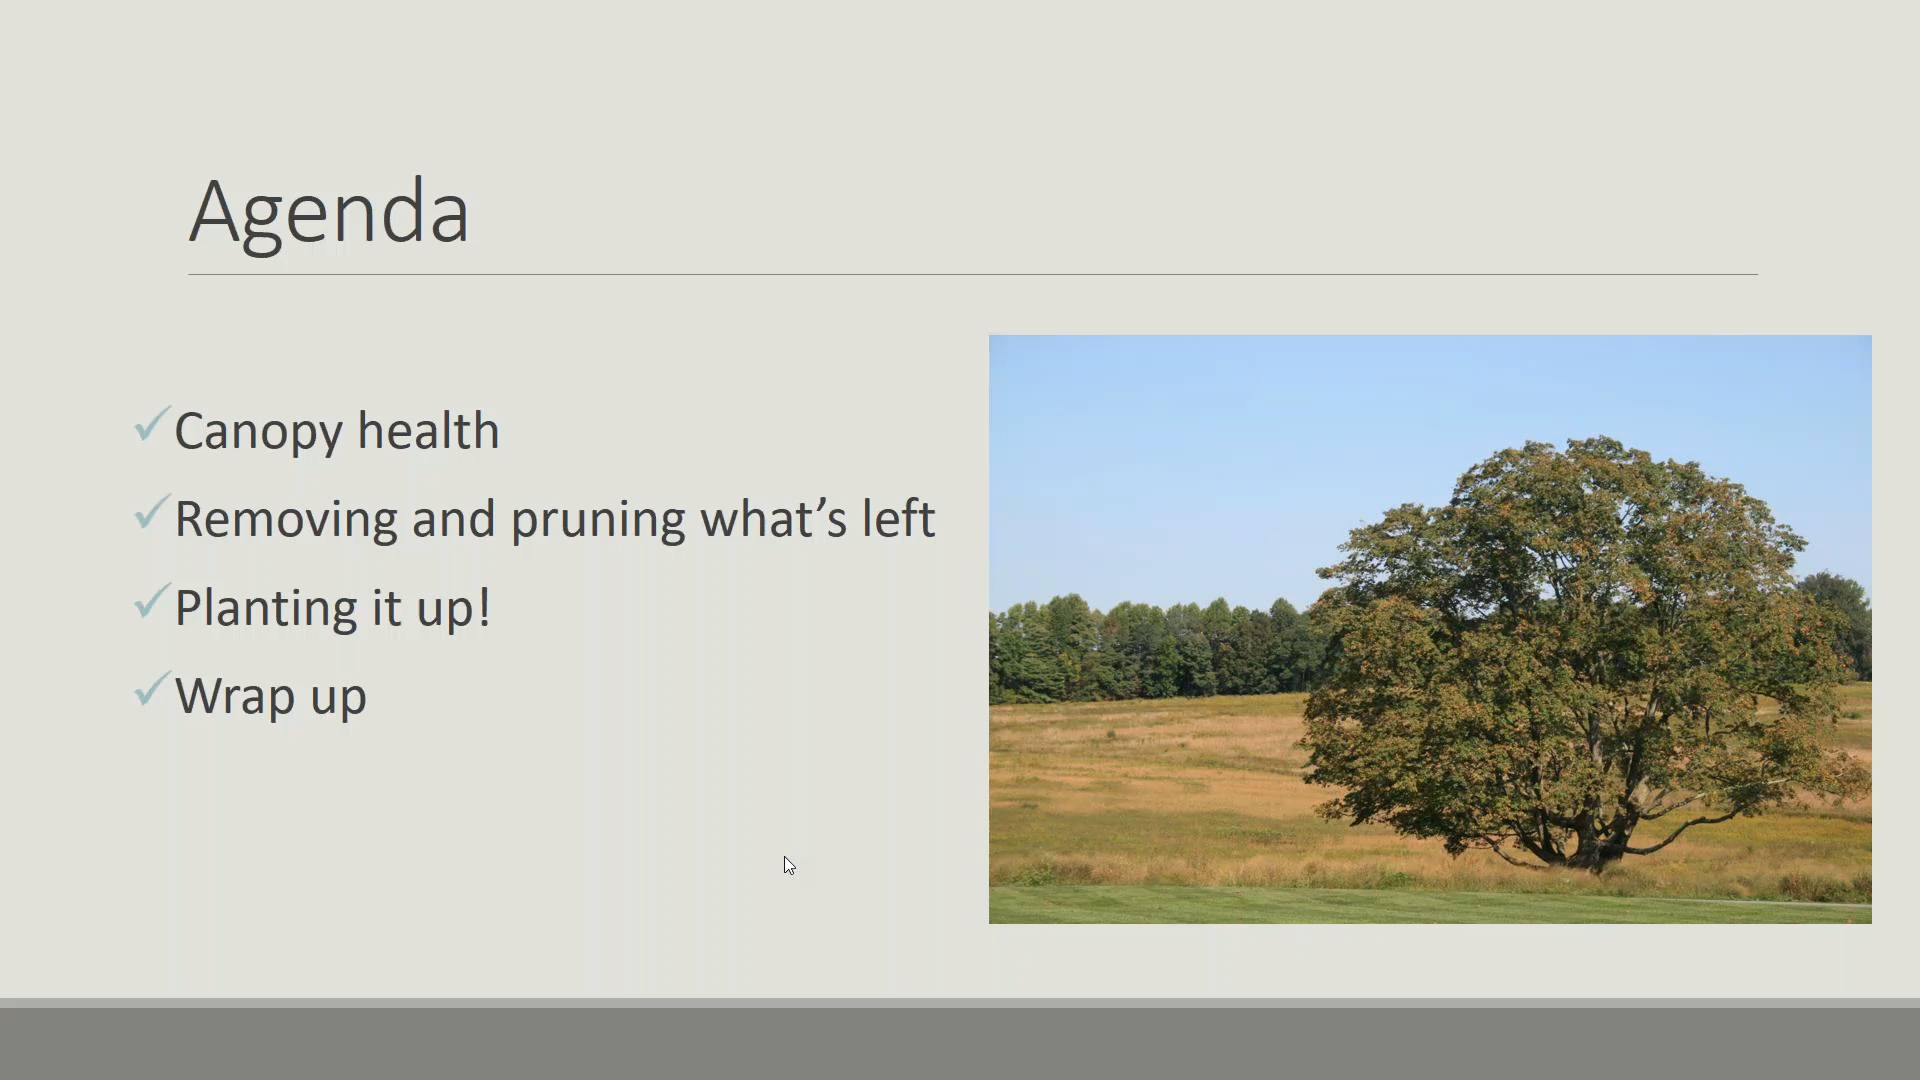 Agenda
Canopy health
Removing and pruning what’s left
Planting it up!
Wrap up